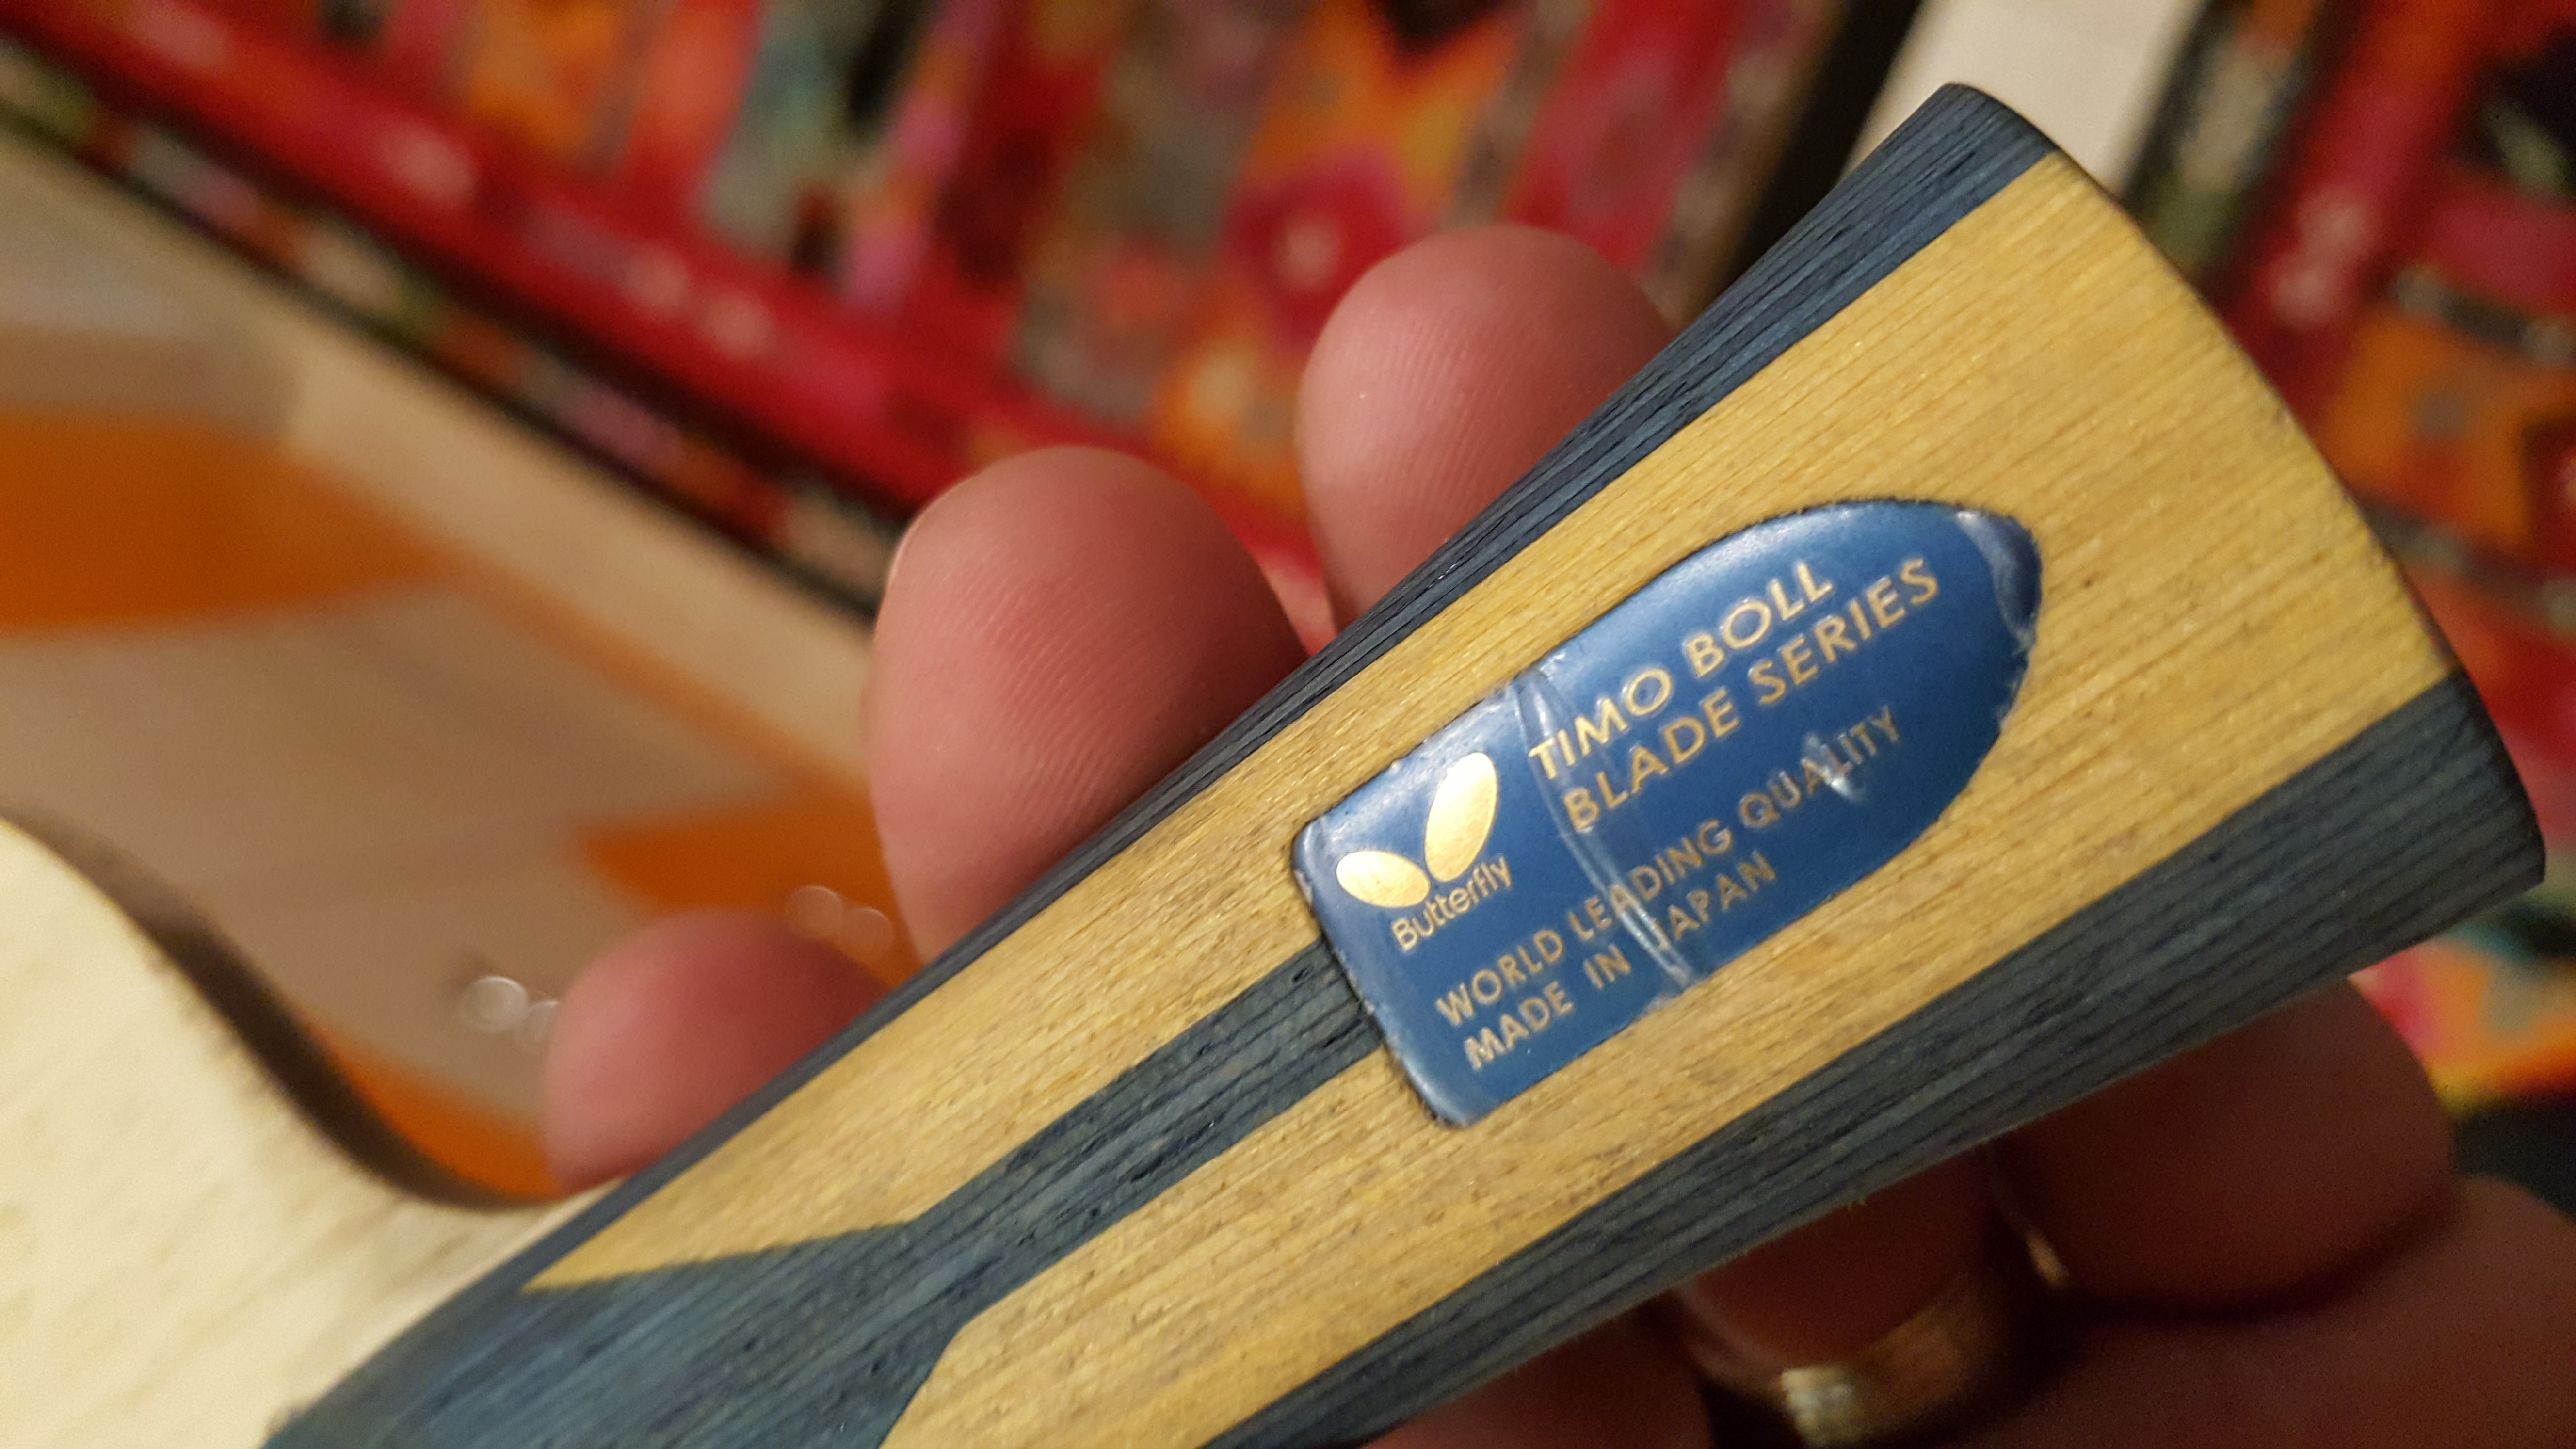 TIMO BOLL
BLADE SERIES
Butterfly
WORLD LEADING QUALITY
MADE IN JAPAN